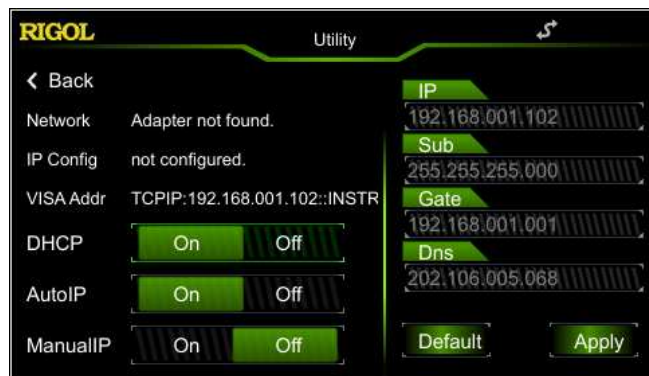 RIGOL
Utility
Back
Network Adapter not found.
IP Config not configured.
VISA Addr TCPIP:192.168.001.102::INSTR
DHCP On Off
AutoIP On Off
ManualIP On Off
IP
192.168.001.102
Sub
255.255.255.000
Gate
192.168.001.001
Dns
202.106.005.068
Default Apply